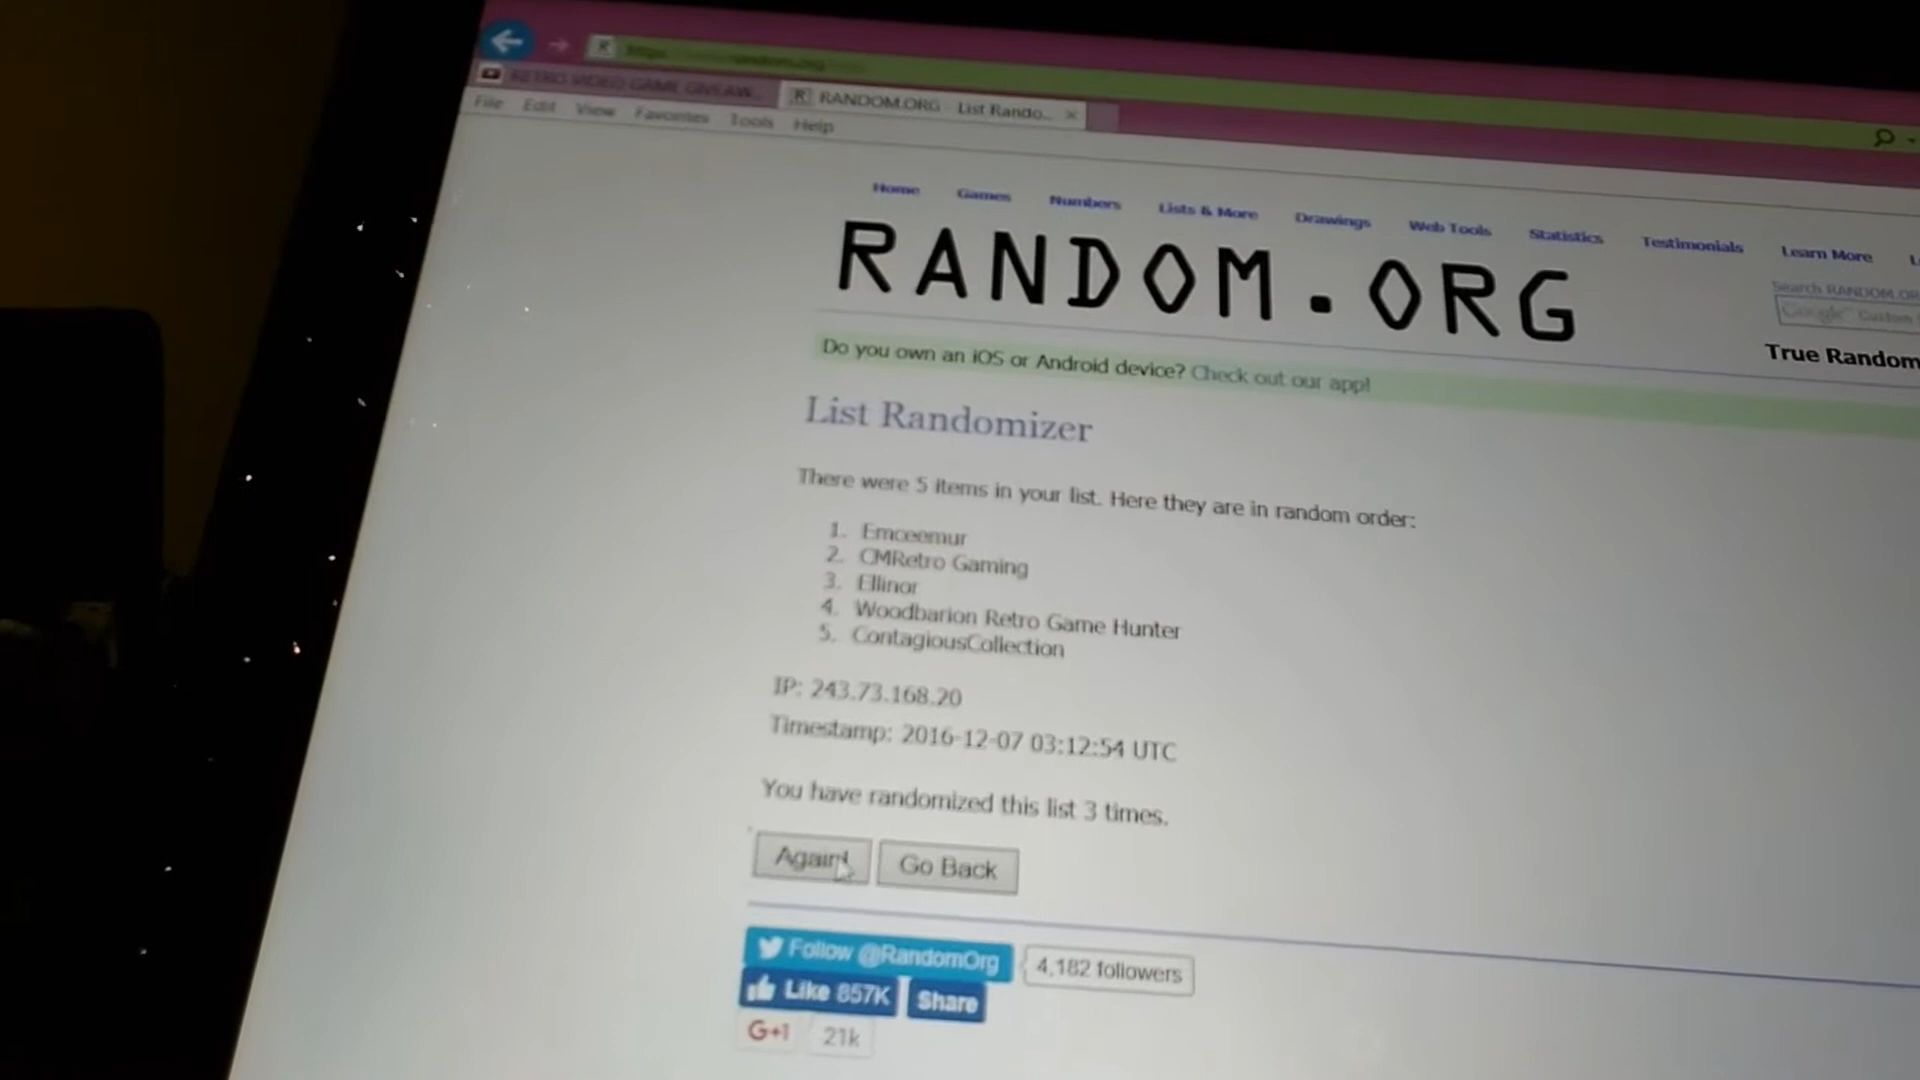 RETRO VIDEO GAME GIVEAW...
RANDOM.ORG - List Rando...
File Edit View Favorites Tools Help
Home Games Numbers Lists & More Drawings Web Tools Statistics Testimonials Learn More
RANDOM.ORG
Search RANDOM.OR
Google Custom
True Random
Do you own an iOS or Android device? Check out our app!
List Randomizer
There were 5 items in your list. Here they are in random order:
1. Emceemur
2. CMRetro Gaming
3. Ellinor
4. Woodbarion Retro Game Hunter
5. ContagiousCollection
IP: 243.73.168.20
Timestamp: 2016-12-07 03:12:54 UTC
You have randomized this list 3 times.
Again! Go Back
Follow @RandomOrg 4,182 followers
Like 857K Share
G+1 21k